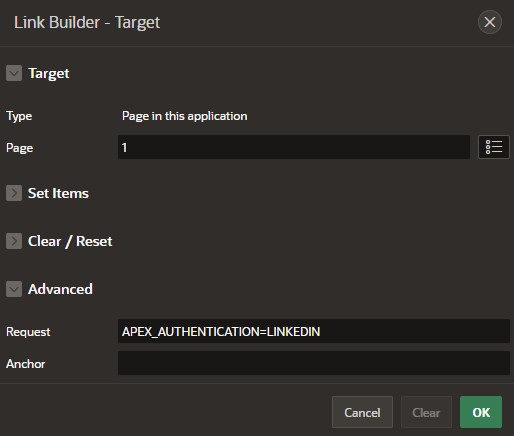 Link Builder - Target
Target
Type Page in this application
Page 1
Set Items
Clear / Reset
Advanced
Request APEX_AUTHENTICATION=LINKEDIN
Anchor
Cancel Clear OK